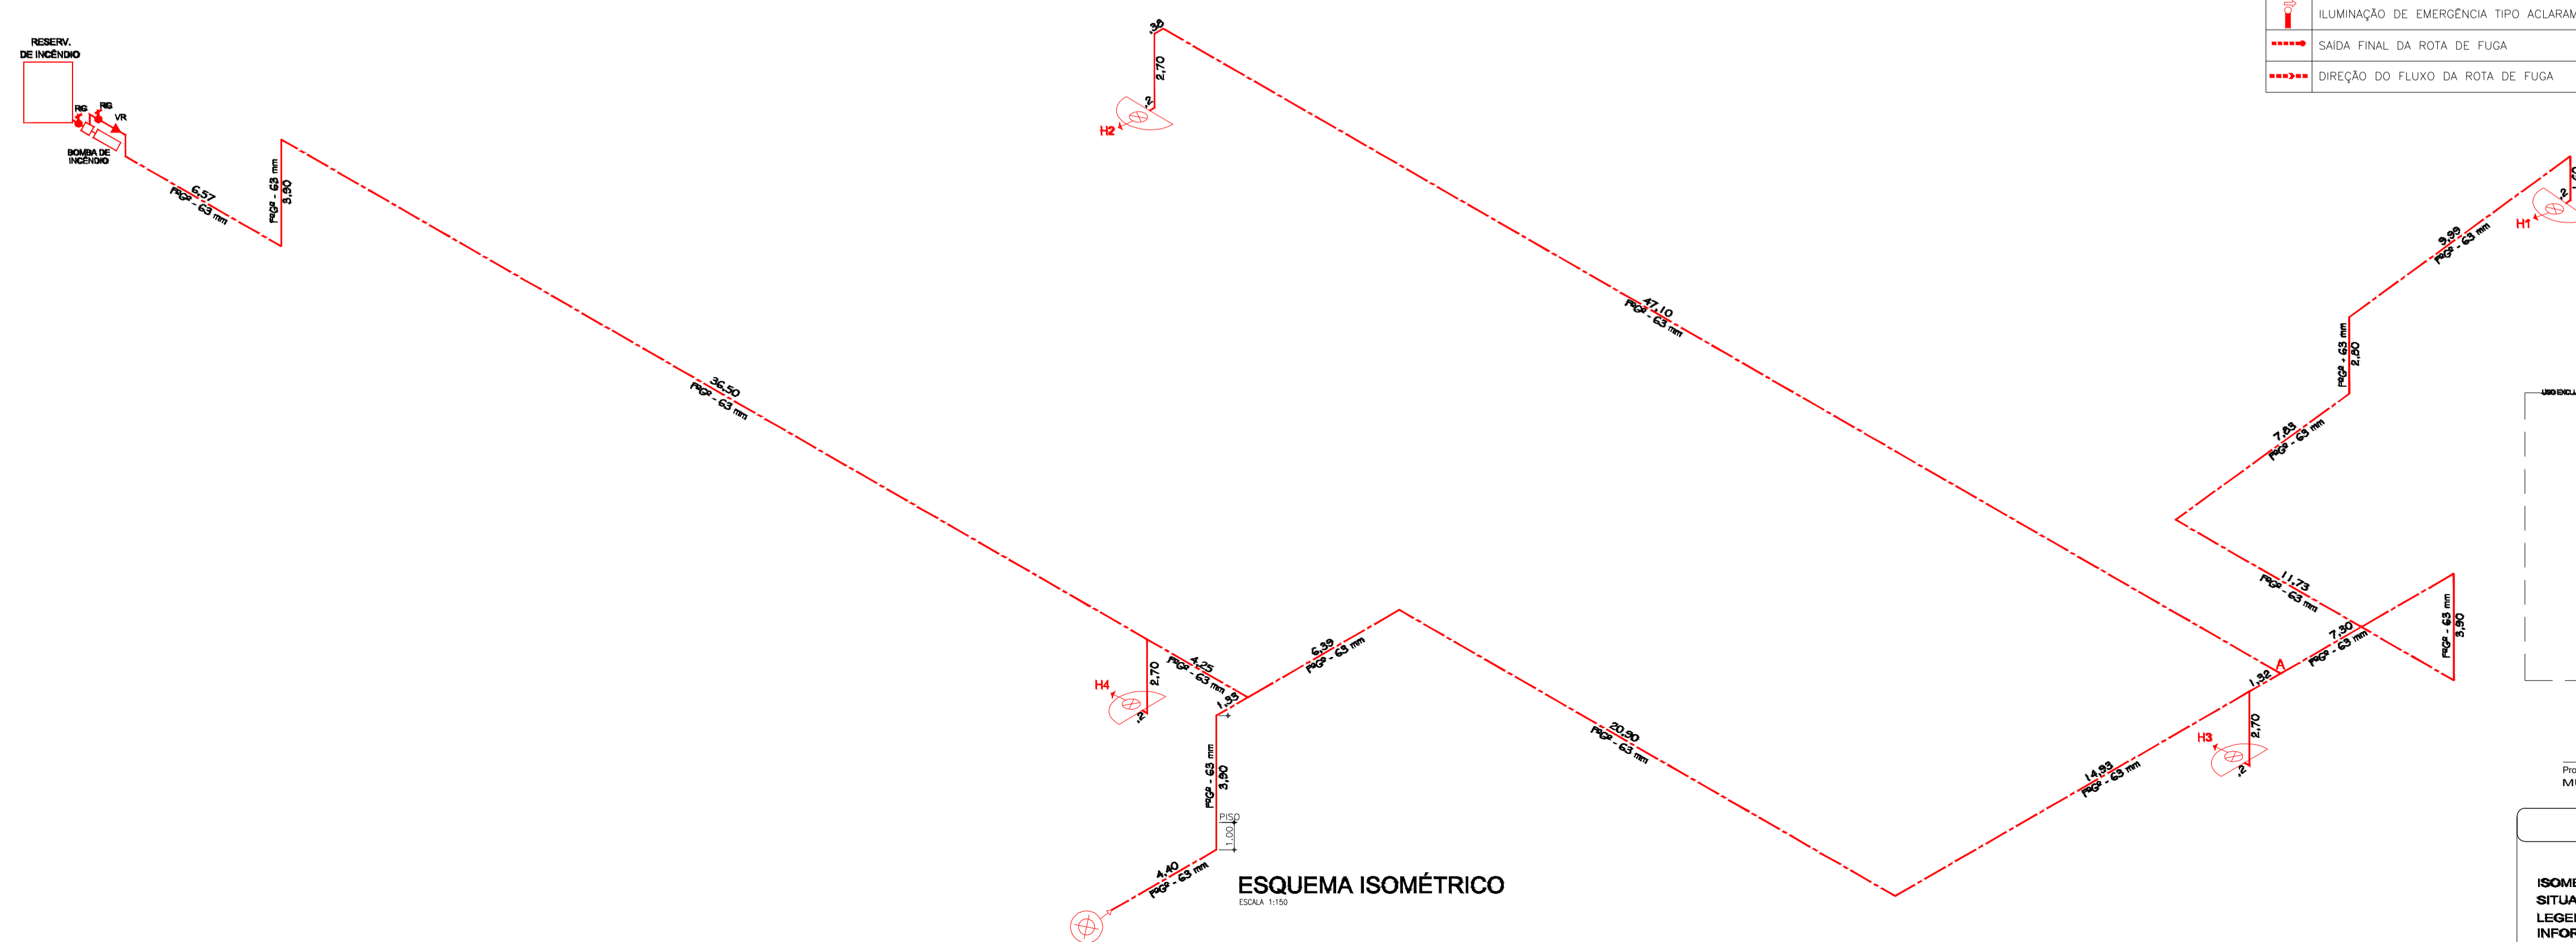 RESERV.
DE INCÊNDIO
RG
RG
VR
BOMBA DE
INCÊNDIO
6,57
FºGº - 63 mm
FºGº - 63 mm
3,90
36,50
FºGº - 63 mm
,38
2,70
,2
H2
47,10
FºGº - 63 mm
ILUMINAÇÃO DE EMERGÊNCIA TIPO
SAÍDA FINAL DA ROTA DE FUGA
DIREÇÃO DO FLUXO DA ROTA DE FUGA
,2
H1
9,99
FºGº - 63 mm
FºGº - 63 mm
2,80
7,83
FºGº - 63 mm
11,73
FºGº - 63 mm
FºGº - 63 mm
3,90
7,30
FºGº - 63 mm
A
1,32
2,70
H3
,2
14,93
FºGº - 63 mm
20,90
FºGº - 63 mm
6,39
FºGº - 63 mm
4,25
FºGº - 63 mm
2,70
H4
,2
1,33
FºGº - 63 mm
3,90
PISO
1.00
4,40
FºGº - 63 mm
ESQUEMA ISOMÉTRICO
ESCALA 1:150